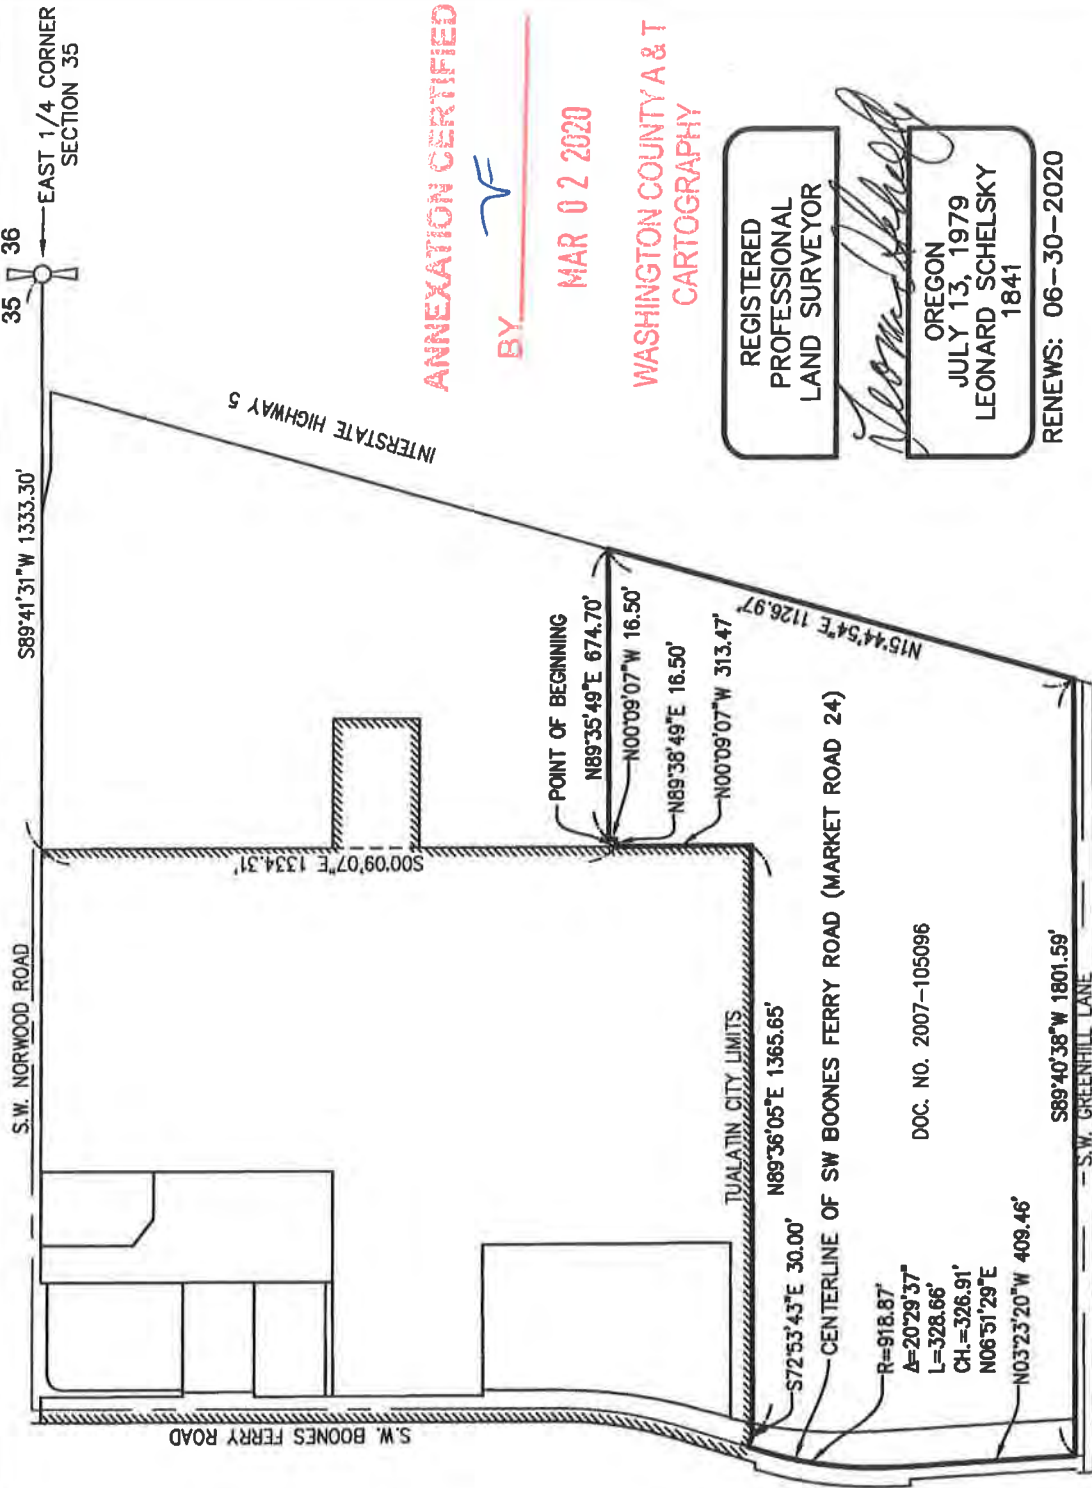 35 36
EAST 1/4 CORNER
SECTION 35
S89°41'31"W 1333.30'
S.W. NORWOOD ROAD
INTERSTATE HIGHWAY 5
ANNEXATION CERTIFIED
BY
MAR 02 2020
WASHINGTON COUNTY A & T
CARTOGRAPHY
REGISTERED
PROFESSIONAL
LAND SURVEYOR
OREGON
JULY 13, 1979
LEONARD SCHELSKY
1841
RENEWS: 06-30-2020
S00°09'07"E 1334.31'
POINT OF BEGINNING
N89°35'49"E 674.70'
N00°09'07"W 16.50'
N89°38'49"E 16.50'
N00°09'07"W 313.47'
N15°44'54"E 1126.97'
S.W. BOONES FERRY ROAD
TUALATIN CITY LIMITS
N89°36'05"E 1365.65'
S72°53'43"E 30.00'
CENTERLINE OF SW BOONES FERRY ROAD (MARKET ROAD 24)
R=918.87'
Δ=20°29'37"
L=328.66'
CH.=326.91'
N06°51'29"E
N03°23'20"W 409.46'
DOC. NO. 2007-105096
S89°40'38"W 1801.59'
S.W. GREENHILL LANE